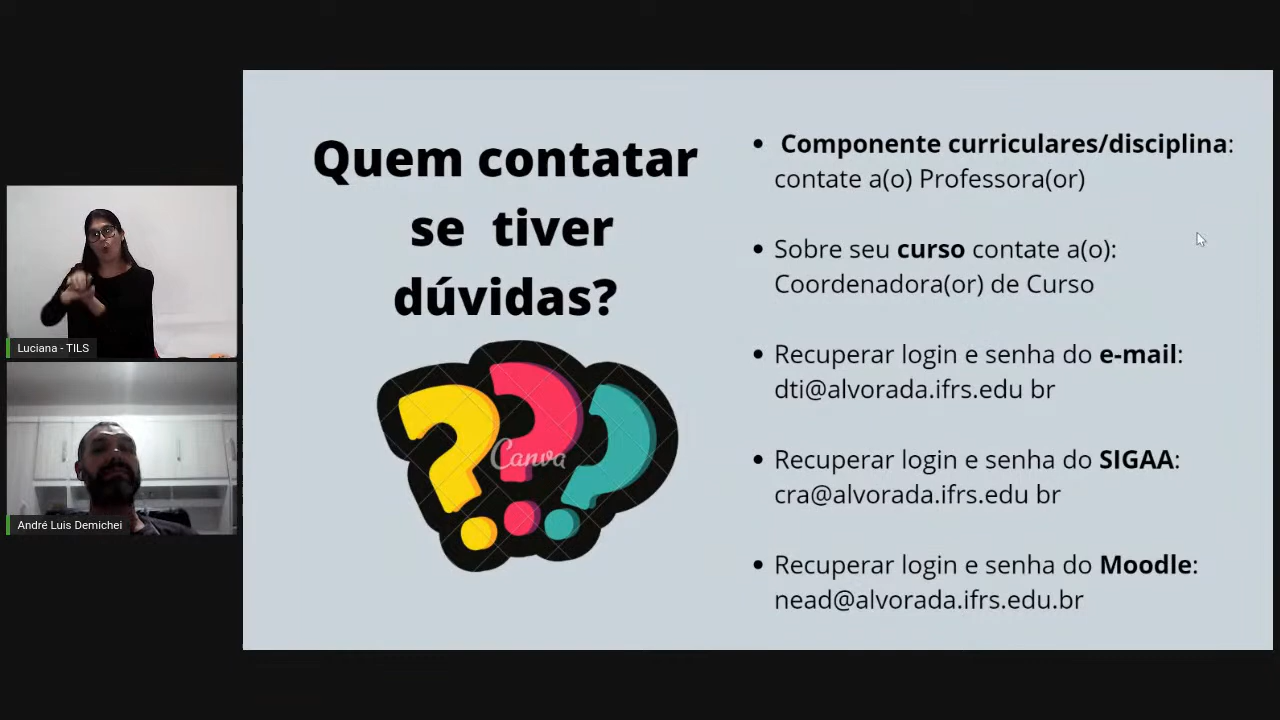 Quem contatar
se tiver
dúvidas?
Canva
• Componente curriculares/disciplina:
contate a(o) Professora(or)
• Sobre seu curso contate a(o):
Coordenadora(or) de Curso
• Recuperar login e senha do e-mail:
dti@alvorada.ifrs.edu br
• Recuperar login e senha do SIGAA:
cra@alvorada.ifrs.edu br
• Recuperar login e senha do Moodle:
nead@alvorada.ifrs.edu.br
Luciana - TILS
André Luis Demichei